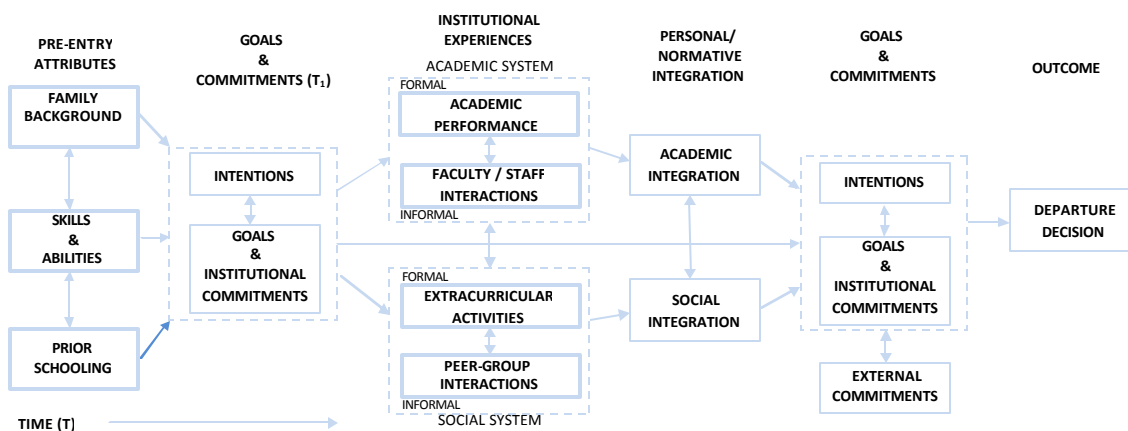 PRE-ENTRY
ATTRIBUTES
FAMILY
BACKGROUND
SKILLS
&
ABILITIES
PRIOR
SCHOOLING
TIME (T)
GOALS
&
COMMITMENTS (T₁)
INTENTIONS
GOALS
&
INSTITUTIONAL
COMMITMENTS
INSTITUTIONAL
EXPERIENCES
ACADEMIC SYSTEM
FORMAL
ACADEMIC
PERFORMANCE
FACULTY / STAFF
INTERACTIONS
INFORMAL
FORMAL
EXTRACURRICULAR
ACTIVITIES
PEER-GROUP
INTERACTIONS
INFORMAL
SOCIAL SYSTEM
PERSONAL/
NORMATIVE
INTEGRATION
ACADEMIC
INTEGRATION
SOCIAL
INTEGRATION
GOALS
&
COMMITMENTS
INTENTIONS
GOALS
&
INSTITUTIONAL
COMMITMENTS
EXTERNAL
COMMITMENTS
OUTCOME
DEPARTURE
DECISION